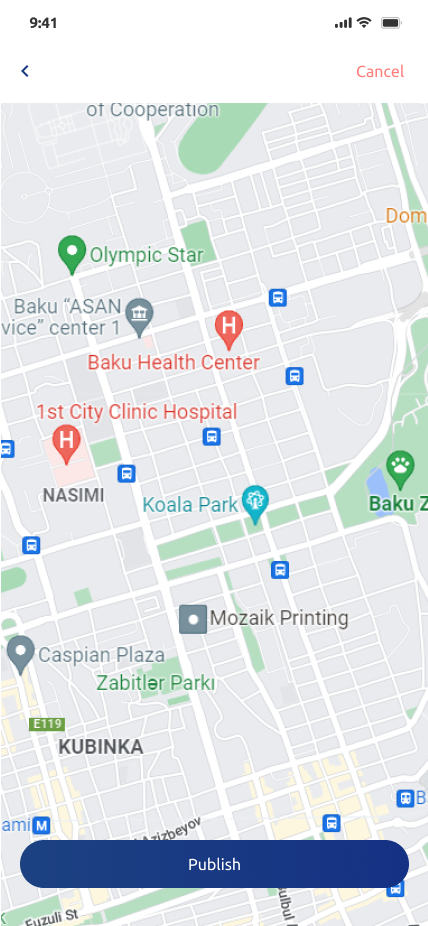 9:41
Cancel
of Cooperation
Dom
Olympic Star
Baku “ASAN
vice” center 1
H
Baku Health Center
1st City Clinic Hospital
H
NASIMI
Koala Park
Baku Z
Mozaik Printing
Caspian Plaza
Zabitlər Parkı
E119
KUBINKA
B
ami M
Azizbeyov
Publish
Bulbul A
Fuzuli St